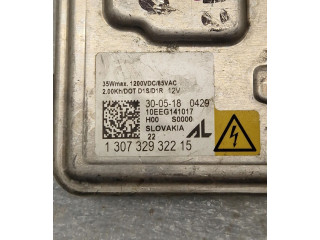 35Wmax. 1200VDC/85VAC
2.00Kh/DOT D1S/D1R 12V
30-05-18 0429
10EEG141017
H00 S0000
SLOVAKIA AL
22
1 307 329 322 15